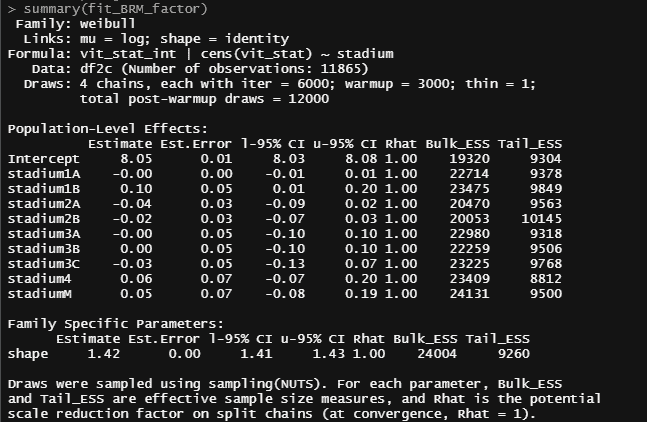 > summary(fit_BRM_factor)
 Family: weibull
  Links: mu = log; shape = identity
Formula: vit_stat_int | cens(vit_stat) ~ stadium
   Data: df2c (Number of observations: 11865)
  Draws: 4 chains, each with iter = 6000; warmup = 3000; thin = 1;
         total post-warmup draws = 12000

Population-Level Effects:
          Estimate Est.Error l-95% CI u-95% CI Rhat Bulk_ESS Tail_ESS
Intercept     8.05      0.01     8.03     8.08 1.00    19320     9304
stadium1A    -0.00      0.00    -0.01     0.01 1.00    22714     9378
stadium1B     0.10      0.05     0.01     0.20 1.00    23475     9849
stadium2A    -0.04      0.03    -0.09     0.02 1.00    20470     9563
stadium2B    -0.02      0.03    -0.07     0.03 1.00    20053    10145
stadium3A    -0.00      0.05    -0.10     0.10 1.00    22980     9318
stadium3B     0.00      0.05    -0.10     0.10 1.00    22259     9506
stadium3C    -0.03      0.05    -0.13     0.07 1.00    23225     9768
stadium4      0.06      0.07    -0.07     0.20 1.00    23409     8812
stadiumM      0.05      0.07    -0.08     0.19 1.00    24131     9500

Family Specific Parameters:
      Estimate Est.Error l-95% CI u-95% CI Rhat Bulk_ESS Tail_ESS
shape     1.42      0.00     1.41     1.43 1.00    24004     9260

Draws were sampled using sampling(NUTS). For each parameter, Bulk_ESS
and Tail_ESS are effective sample size measures, and Rhat is the potential
scale reduction factor on split chains (at convergence, Rhat = 1).